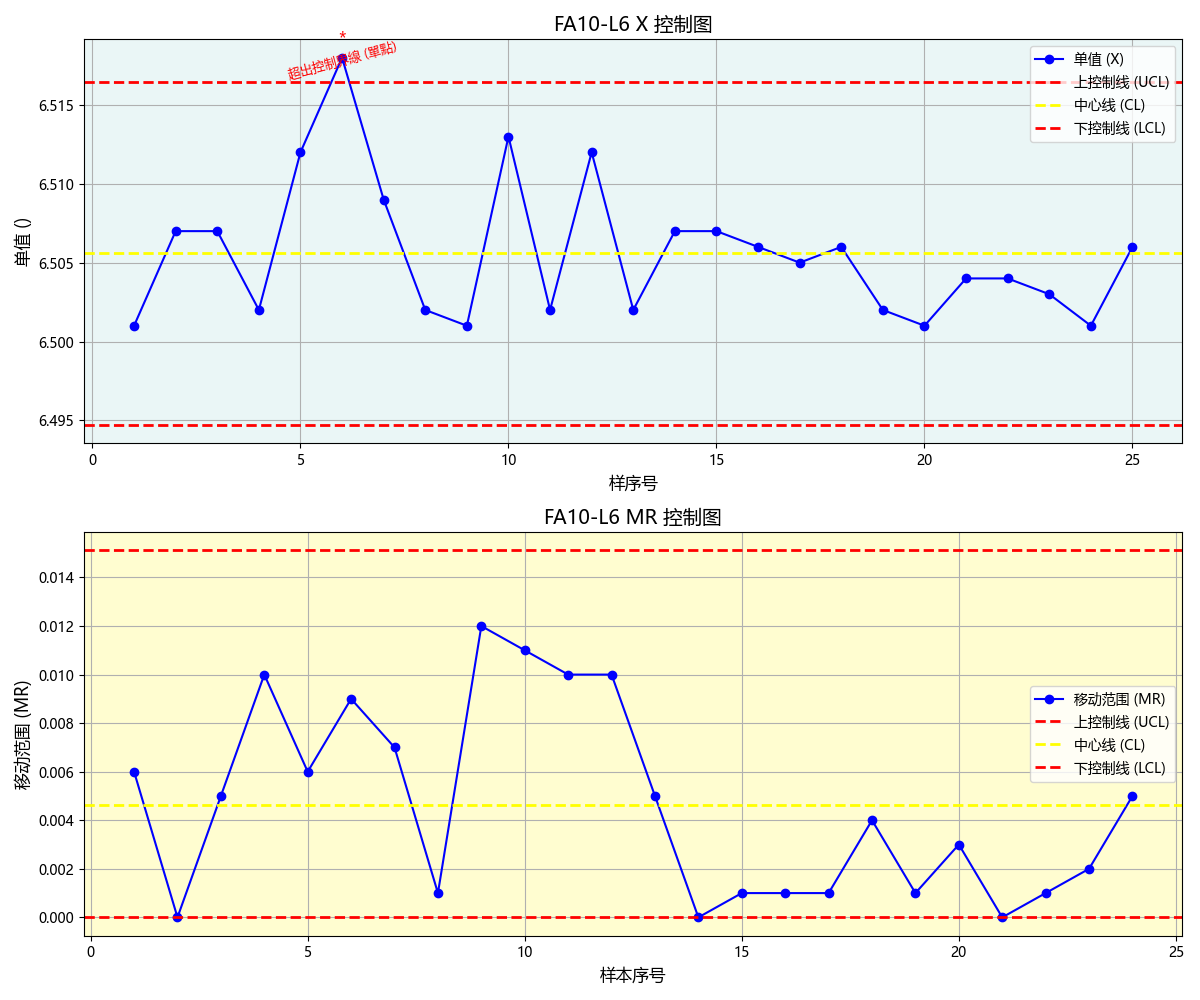 FA10-L6 X 控制图
*
超出控制界線 (單點)
单值 (X)
上控制线 (UCL)
中心线 (CL)
下控制线 (LCL)
单值 ()
6.515
6.510
6.505
6.500
6.495
0 5 10 15 20 25
样序号
FA10-L6 MR 控制图
移动范围 (MR)
上控制线 (UCL)
中心线 (CL)
下控制线 (LCL)
移动范围 (MR)
0.014
0.012
0.010
0.008
0.006
0.004
0.002
0.000
0 5 10 15 20 25
样本序号